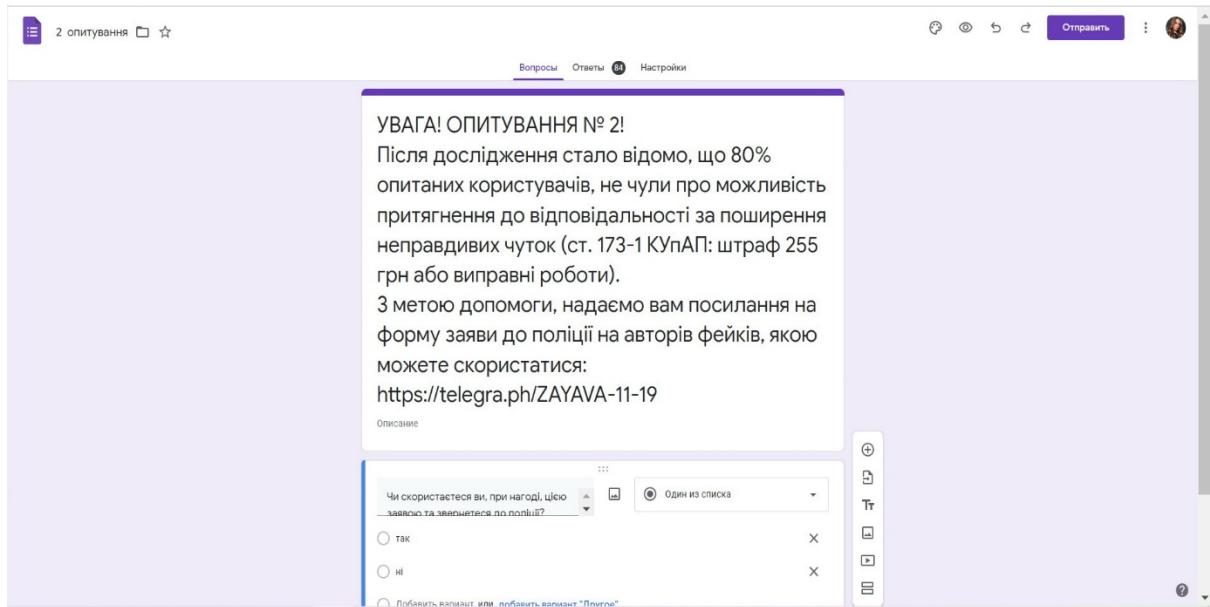 2 опитування
Отправить
Вопросы Ответы 84 Настройки
УВАГА! ОПИТУВАННЯ № 2!
Після дослідження стало відомо, що 80%
опитаних користувачів, не чули про можливість
притягнення до відповідальності за поширення
неправдивих чуток (ст. 173-1 КУпАП: штраф 255
грн або виправні роботи).
З метою допомоги, надаємо вам посилання на
форму заяви до поліції на авторів фейків, якою
можете скористатися:
https://telegra.ph/ZAYAVA-11-19
Описание
Чи скористаєтеся ви, при нагоді, цією
заявою та звернетеся до поліції?
Один из списка
так
ні
Добавить вариант или добавить вариант "Другое"